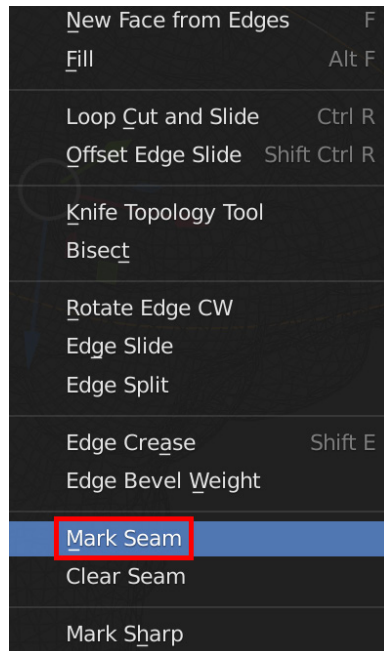 New Face from Edges F
Fill Alt F
Loop Cut and Slide Ctrl R
Offset Edge Slide Shift Ctrl R
Knife Topology Tool
Bisect
Rotate Edge CW
Edge Slide
Edge Split
Edge Crease Shift E
Edge Bevel Weight
Mark Seam
Clear Seam
Mark Sharp